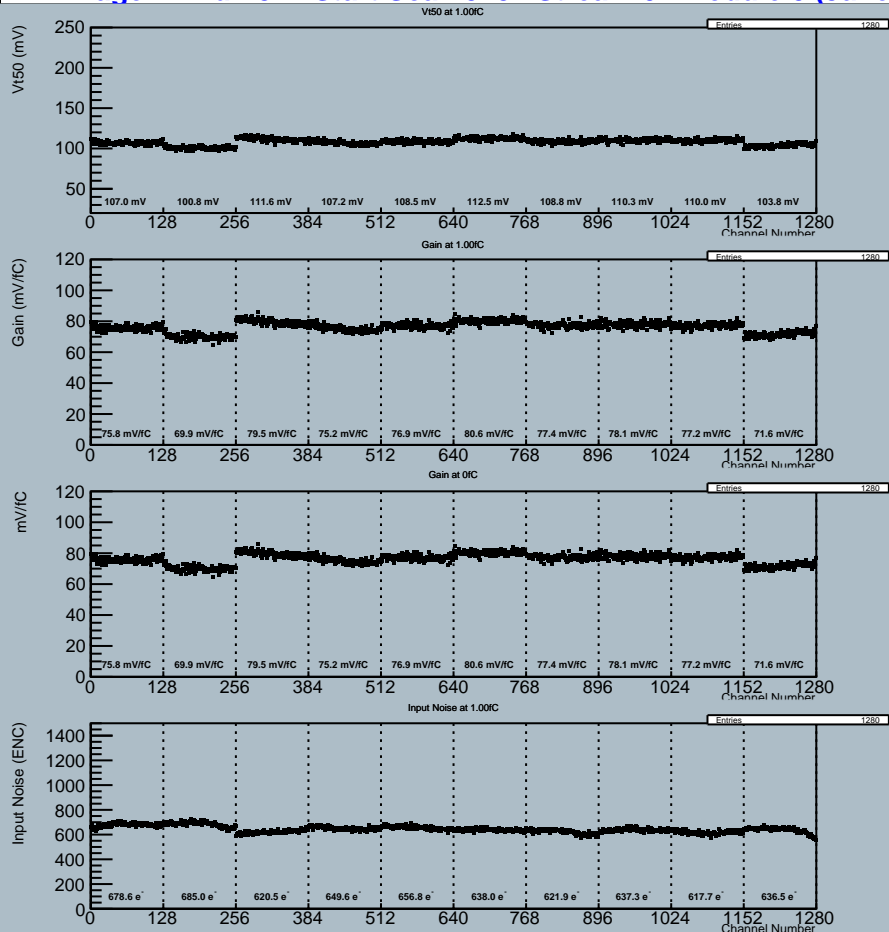 Vt50 at 1.00fC
Entries 1280
Vt50 (mV)
250
200
150
100
50
107.0 mV 100.8 mV 111.6 mV 107.2 mV 108.5 mV 112.5 mV 108.8 mV 110.3 mV 110.0 mV 103.8 mV
0 128 256 384 512 640 768 896 1024 1152 1280
Channel Number
Gain at 1.00fC
Entries 1280
Gain (mV/fC)
120
100
80
60
40
20
0
75.8 mV/fC 69.9 mV/fC 79.5 mV/fC 75.2 mV/fC 76.9 mV/fC 80.6 mV/fC 77.4 mV/fC 78.1 mV/fC 77.2 mV/fC 71.6 mV/fC
0 128 256 384 512 640 768 896 1024 1152 1280
Channel Number
Gain at 0fC
Entries 1280
mV/fC
120
100
80
60
40
20
0
75.8 mV/fC 69.9 mV/fC 79.5 mV/fC 75.2 mV/fC 76.9 mV/fC 80.6 mV/fC 77.4 mV/fC 78.1 mV/fC 77.2 mV/fC 71.6 mV/fC
0 128 256 384 512 640 768 896 1024 1152 1280
Channel Number
Input Noise at 1.00fC
Entries 1280
Input Noise (ENC)
1400
1200
1000
800
600
400
200
0
678.6 e⁻ 685.0 e⁻ 620.5 e⁻ 649.6 e⁻ 656.8 e⁻ 638.0 e⁻ 621.9 e⁻ 637.3 e⁻ 617.7 e⁻ 636.5 e⁻
0 128 256 384 512 640 768 896 1024 1152 1280
Channel Number